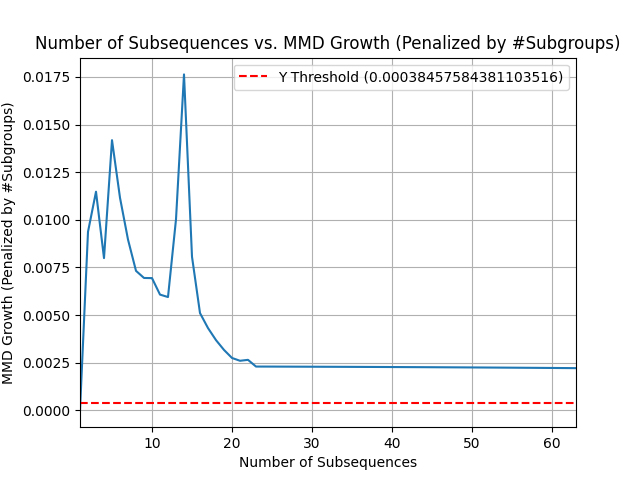 Number of Subsequences vs. MMD Growth (Penalized by #Subgroups)
Y Threshold (0.00038457584381103516)
MMD Growth (Penalized by #Subgroups)
0.0175
0.0150
0.0125
0.0100
0.0075
0.0050
0.0025
0.0000
10 20 30 40 50 60
Number of Subsequences